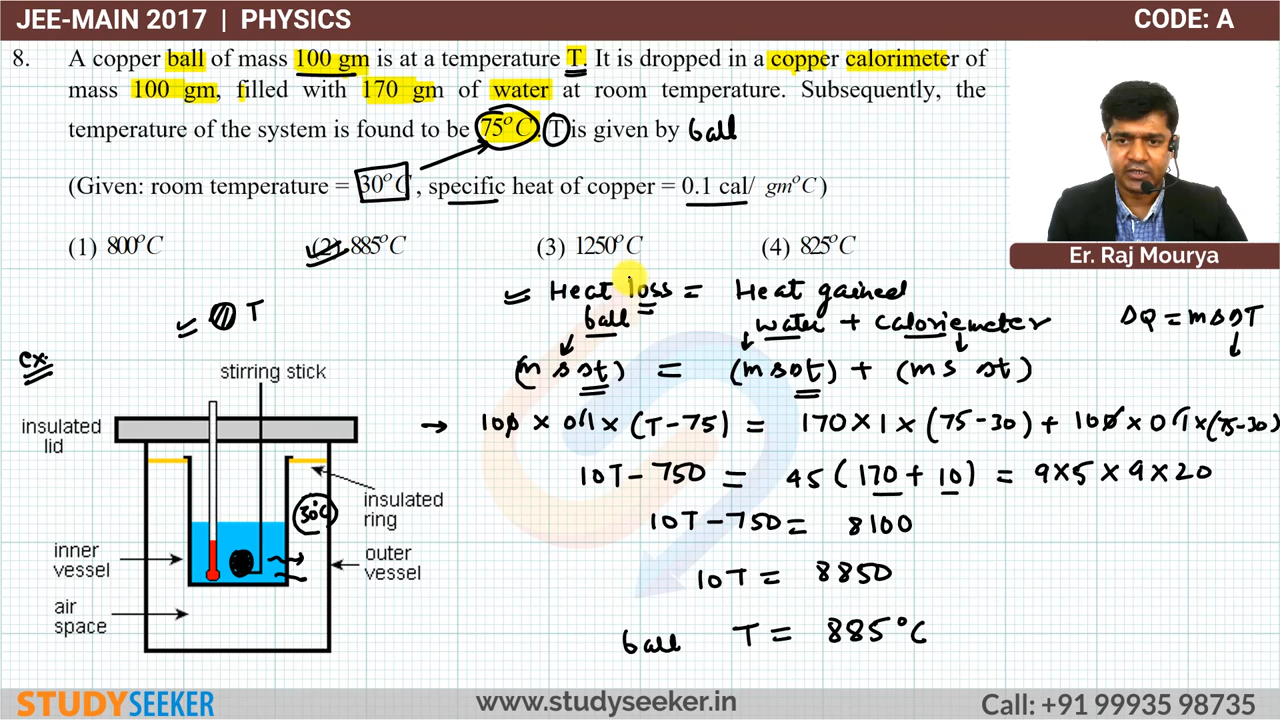 JEE-MAIN 2017 | PHYSICS
CODE: A
8. A copper ball of mass 100 gm is at a temperature T. It is dropped in a copper calorimeter of
mass 100 gm, filled with 170 gm of water at room temperature. Subsequently, the
temperature of the system is found to be 75°C. T is given by ball
(Given: room temperature = 30°C, specific heat of copper = 0.1 cal/ gm°C)
(1) 800°C (2) 885°C (3) 1250°C (4) 825°C
Er. Raj Mourya
Heat loss = Heat gained
ball water + caloriemeter
ΔQ = mSΔT
T
(m s Δt) = (m s Δt) + (m s Δt)
100 × 0.1 × (T-75) = 170 × 1 × (75-30) + 100 × 0.1 × (75-30)
10T - 750 = 45 (170 + 10) = 9×5×9×20
10T - 750 = 8100
10T = 8850
ball T = 885°C
ex:
stirring stick
insulated
lid
30°C
insulated
ring
inner
vessel
outer
vessel
air
space
STUDYSEEKER
www.studyseeker.in
Call: +91 99935 98735